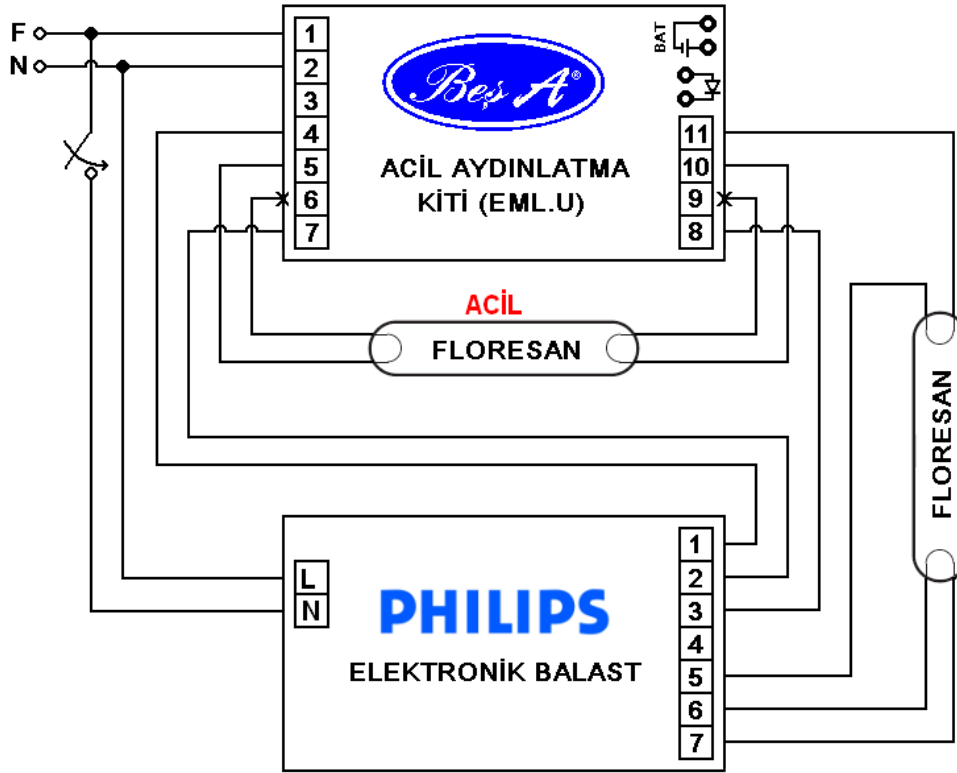 F
N
1
2
3
4
5
6
7
Beş A®
ACİL AYDINLATMA
KİTİ (EML.U)
BAT
11
10
9
8
ACİL
FLORESAN
FLORESAN
L
N
PHILIPS
ELEKTRONİK BALAST
1
2
3
4
5
6
7